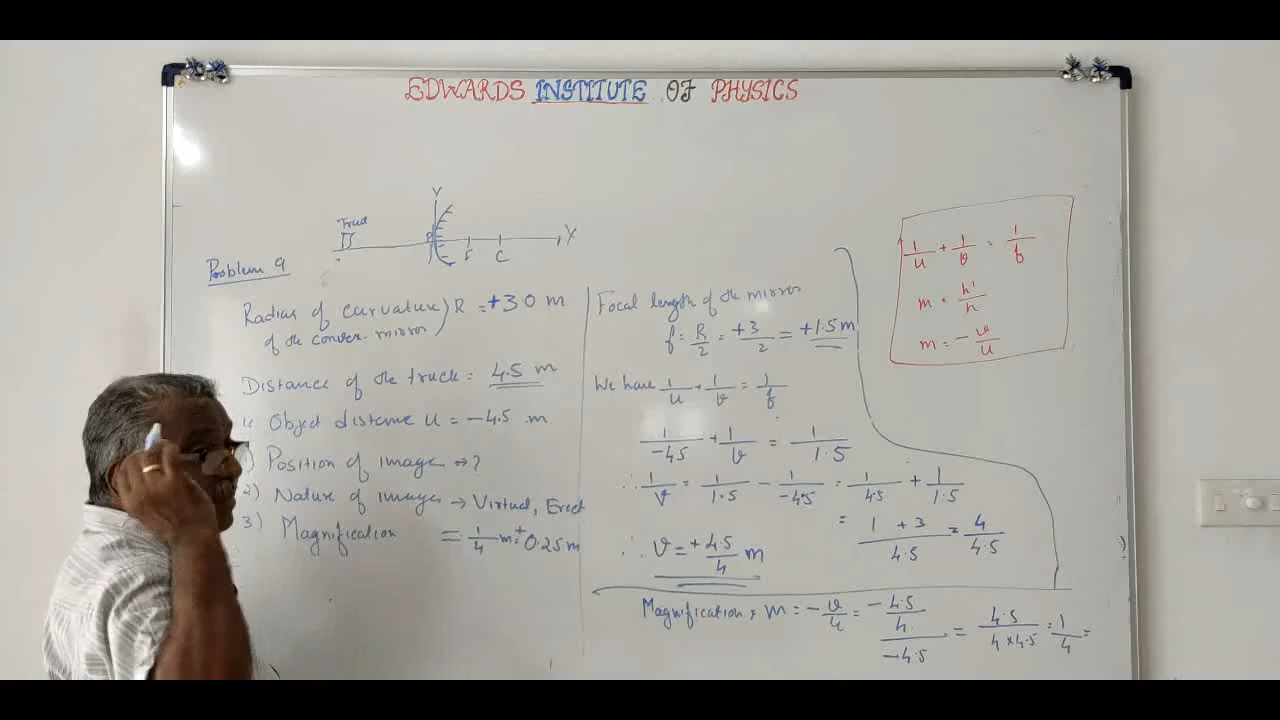 EDWARDS INSTITUTE OF PHYSICS
Y
Truck
P
F C
X
Problem 9
Radius of curvature) R = +3.0 m
of the convex mirror)
Distance of the truck = 4.5 m
Object distance u = -4.5 m
) Position of image → ?
2) Nature of images → Virtual, Erect
3) Magnification = 1/4 m = +0.25 m
Focal length of the mirror
f = R/2 = +3/2 = +1.5 m
We have 1/u + 1/v = 1/f
1/-4.5 + 1/v = 1/1.5
∴ 1/v = 1/1.5 - 1/-4.5 = 1/4.5 + 1/1.5
= 1 + 3/4.5 = 4/4.5
∴ v = +4.5/4 m
Magnification, m = -v/u = -4.5/4/-4.5 = 4.5/4×4.5 = 1/4 =
1/u + 1/v = 1/f
m = h'/h
m = -v/u